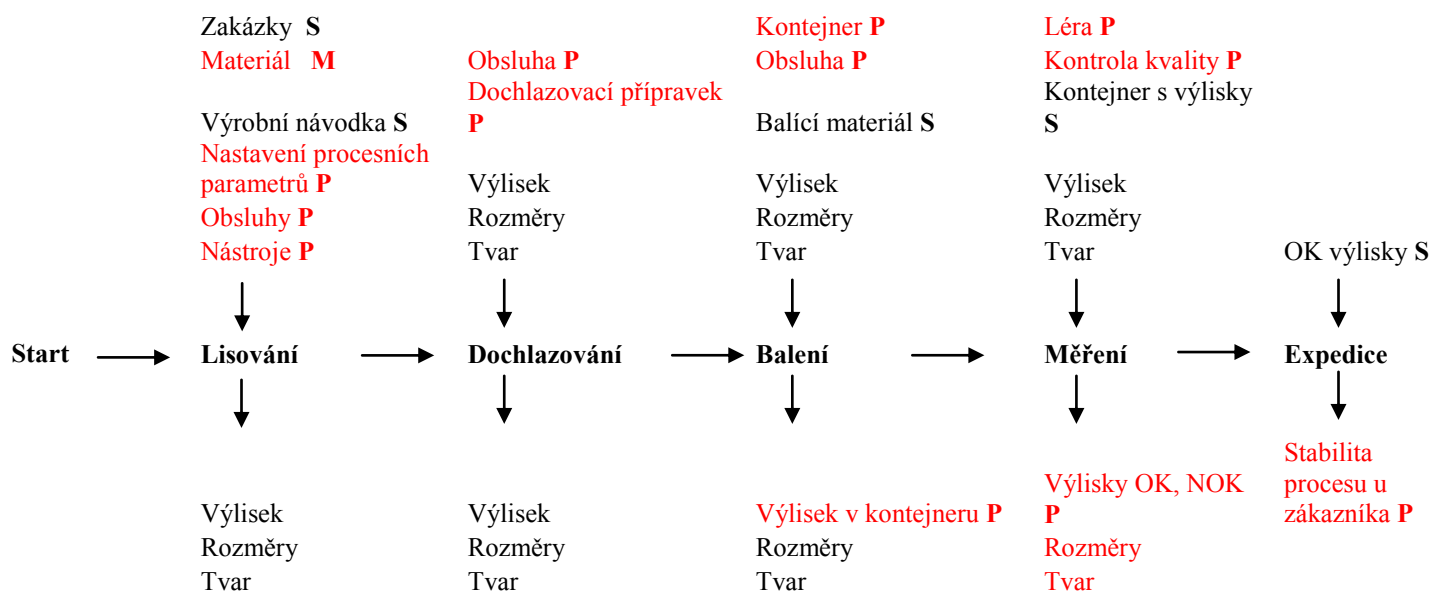 Zakázky S
Materiál M
Výrobní návodka S
Nastavení procesních
parametrů P
Obsluhy P
Nástroje P
Obsluha P
Dochlazovací přípravek
P
Výlisek
Rozměry
Tvar
Kontejner P
Obsluha P
Balící materiál S
Výlisek
Rozměry
Tvar
Léra P
Kontrola kvality P
Kontejner s výlisky
S
Výlisek
Rozměry
Tvar
OK výlisky S
Start
Lisování
Dochlazování
Balení
Měření
Expedice
Výlisek
Rozměry
Tvar
Výlisek
Rozměry
Tvar
Výlisek v kontejneru P
Rozměry
Tvar
Výlisky OK, NOK
P
Rozměry
Tvar
Stabilita
procesu u
zákazníka P